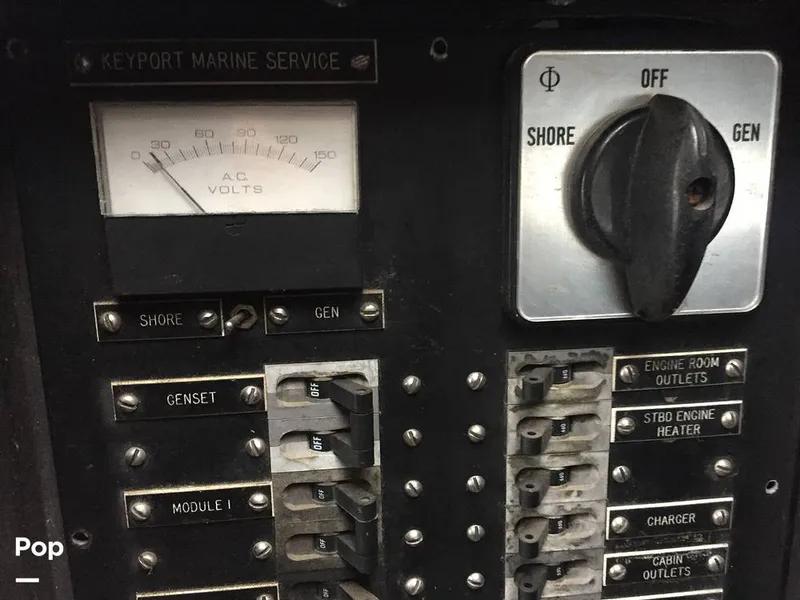 KEYPORT MARINE SERVICE
0 30 60 90 120 150
A.C.
VOLTS
Φ
OFF
SHORE
GEN
SHORE
GEN
GENSET
OFF
OFF
MODULE I
OFF
OFF
ENGINE ROOM
OUTLETS
STBD ENGINE
HEATER
CHARGER
CABIN
OUTLETS
Pop